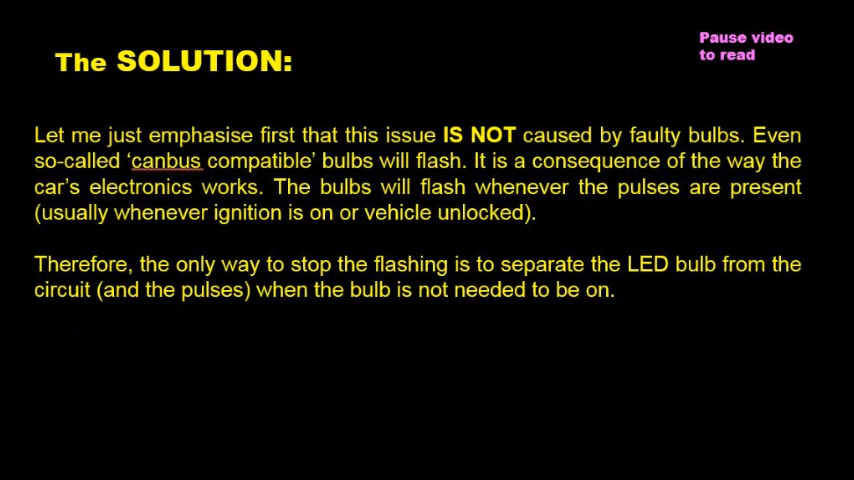 Pause video
to read
The SOLUTION:
Let me just emphasise first that this issue IS NOT caused by faulty bulbs. Even
so-called ‘canbus compatible’ bulbs will flash. It is a consequence of the way the
car’s electronics works. The bulbs will flash whenever the pulses are present
(usually whenever ignition is on or vehicle unlocked).
Therefore, the only way to stop the flashing is to separate the LED bulb from the
circuit (and the pulses) when the bulb is not needed to be on.